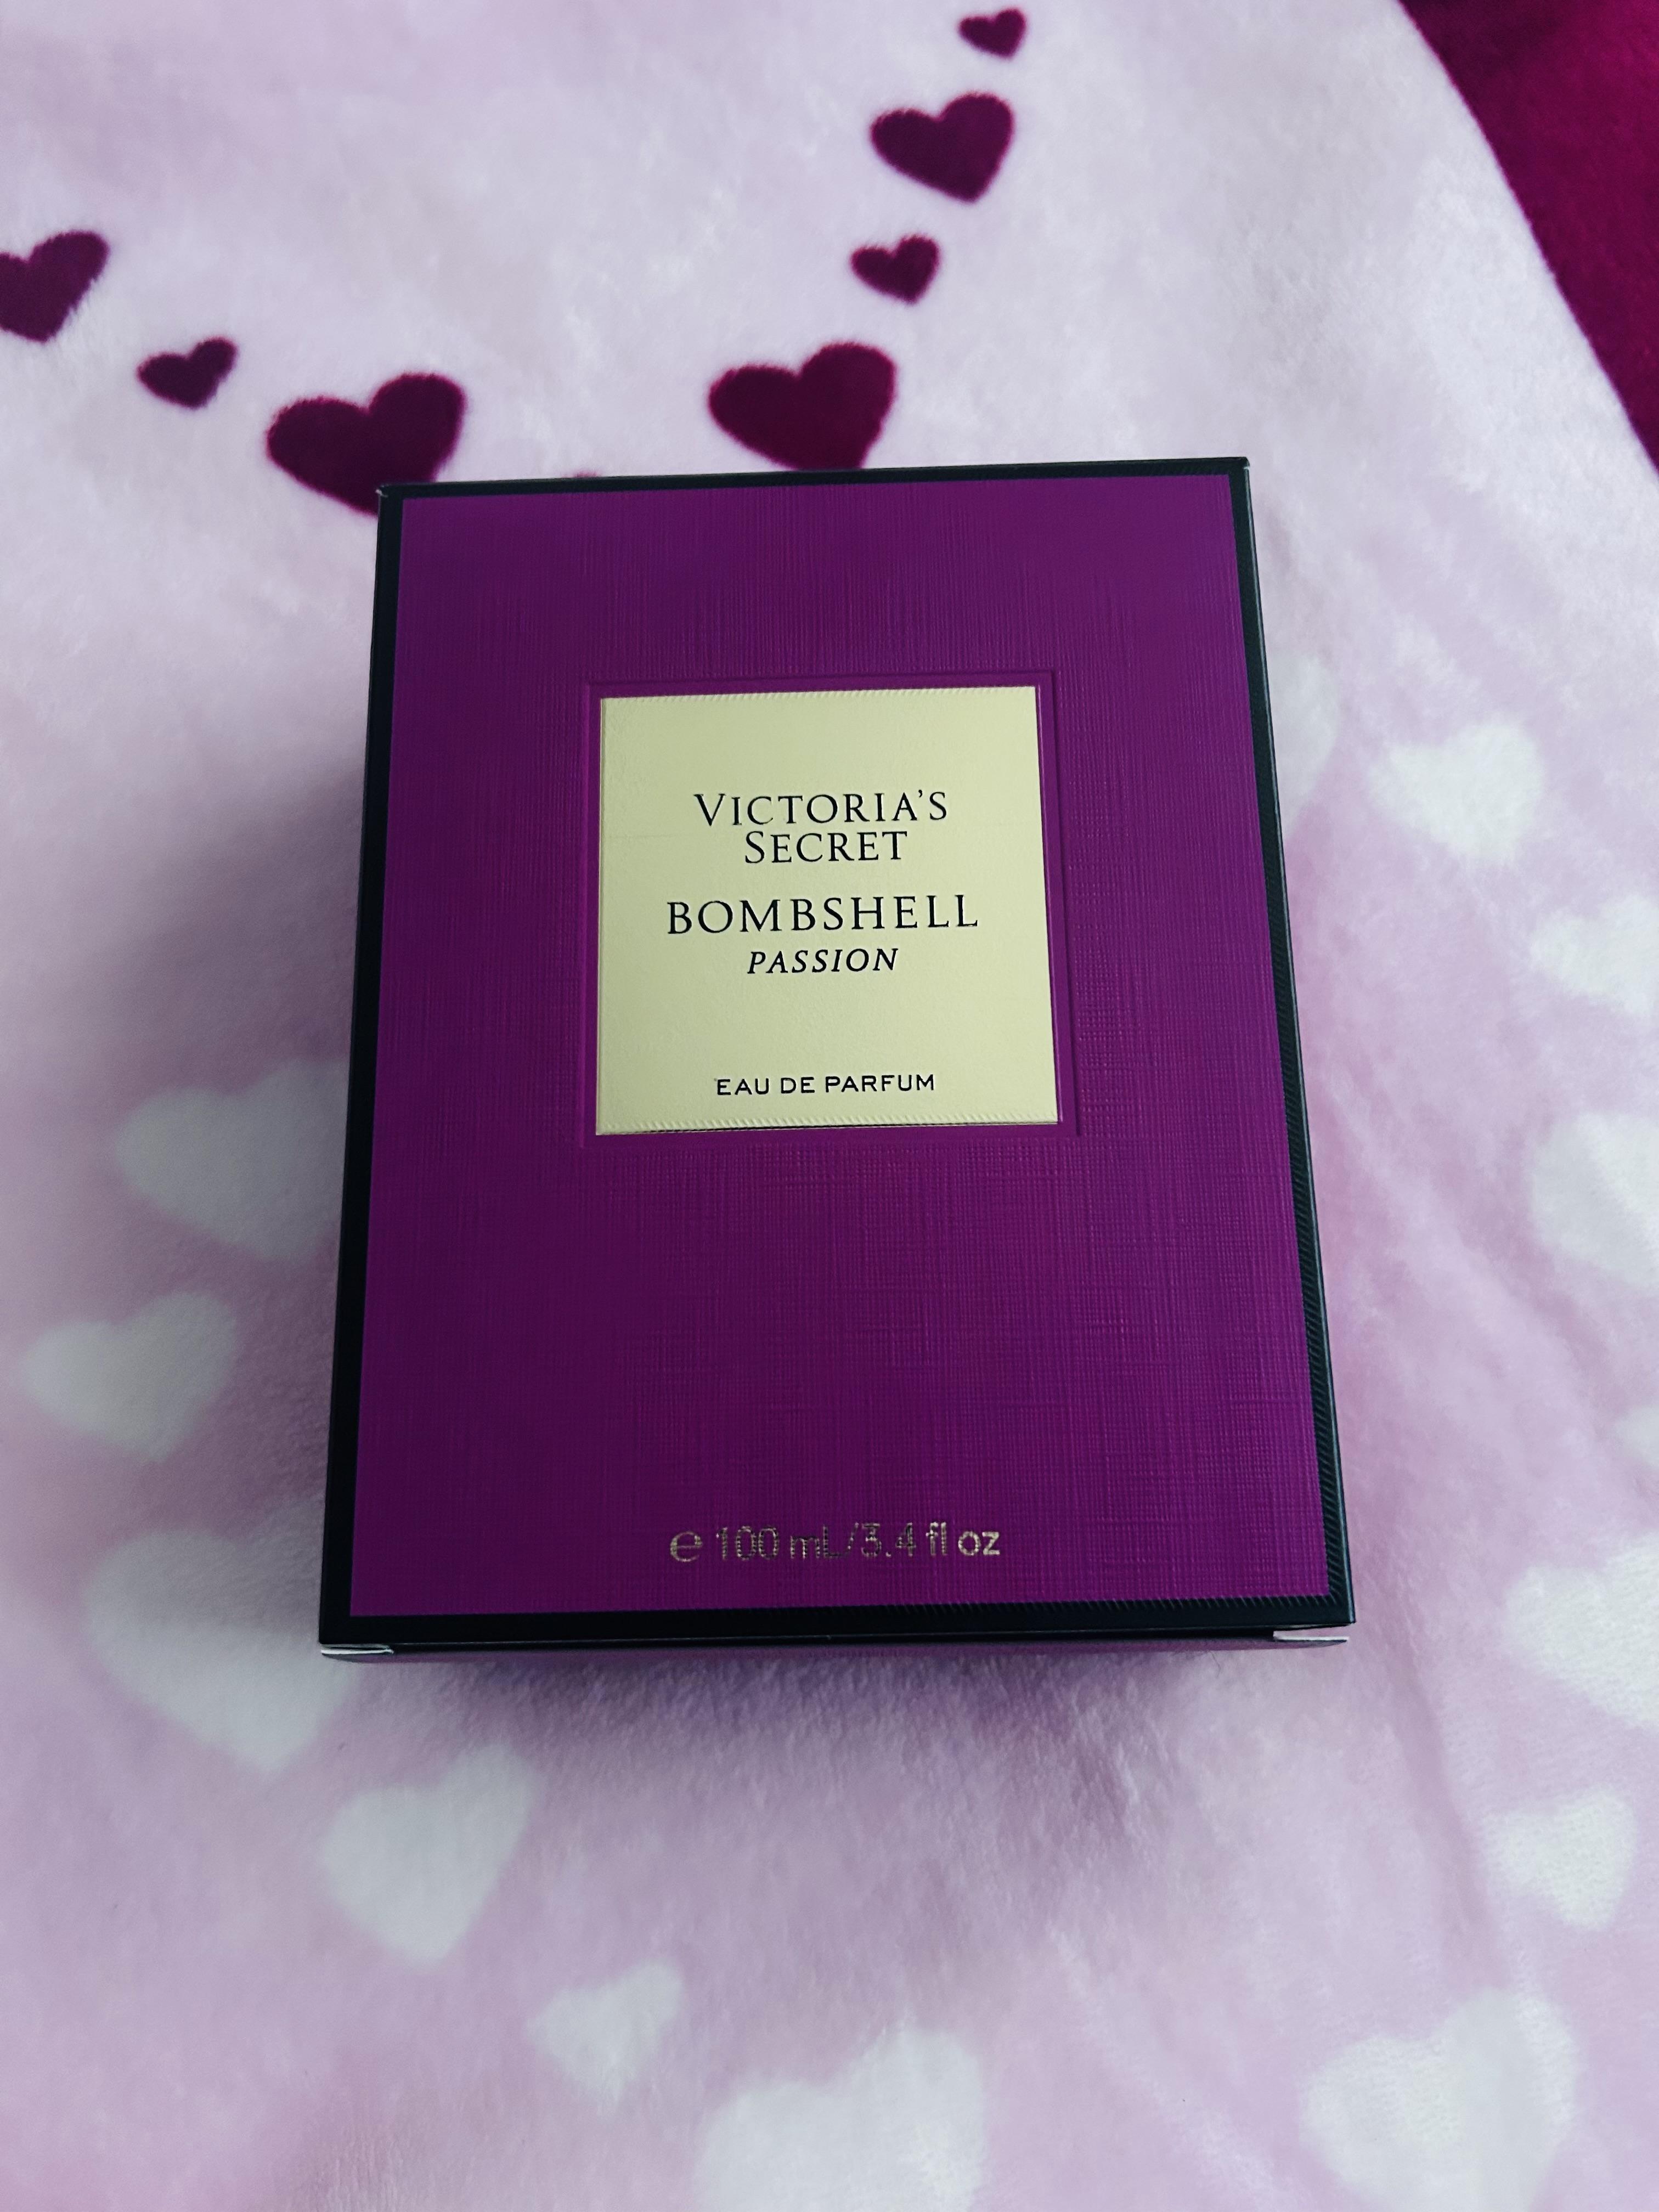 VICTORIA'S
SECRET
BOMBSHELL
PASSION
EAU DE PARFUM
℮ 100 mL/3.4 fl oz